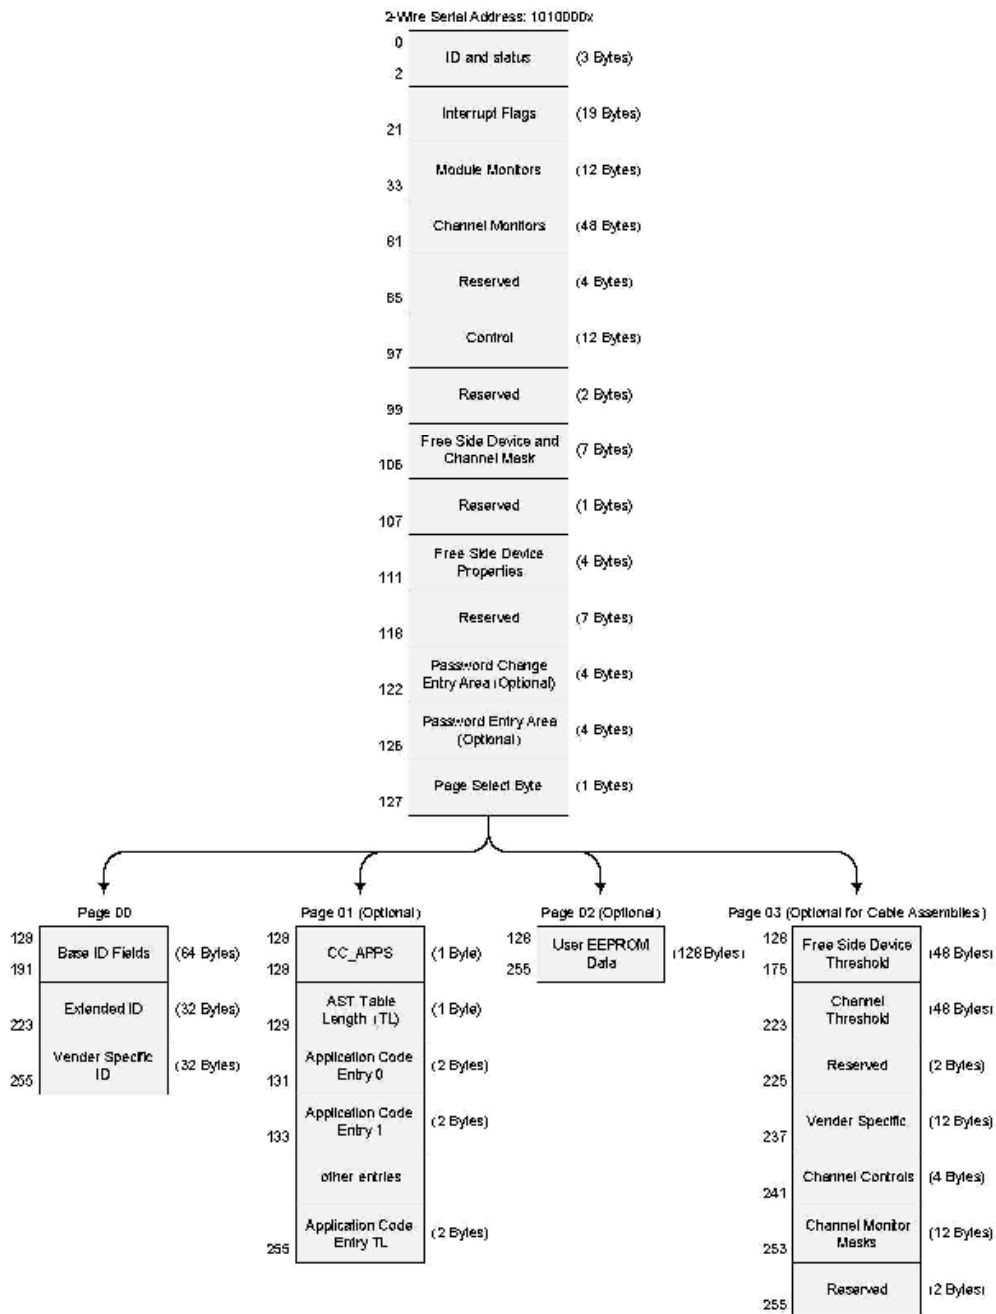 2-Wire Serial Address: 1010000x
0
ID and status
(3 Bytes)
2
Interrupt Flags
(19 Bytes)
21
Module Monitors
(12 Bytes)
33
Channel Monitors
(48 Bytes)
81
Reserved
(4 Bytes)
85
Control
(12 Bytes)
97
Reserved
(2 Bytes)
99
Free Side Device and
Channel Mask
(7 Bytes)
106
Reserved
(1 Bytes)
107
Free Side Device
Properties
(4 Bytes)
111
Reserved
(7 Bytes)
118
Password Change
Entry Area (Optional)
(4 Bytes)
122
Password Entry Area
(Optional)
(4 Bytes)
126
Page Select Byte
(1 Bytes)
127
Page 00
128
Base ID Fields
(64 Bytes)
191
Extended ID
(32 Bytes)
223
Vender Specific
ID
(32 Bytes)
255
Page 01 (Optional)
128
CC_APPS
(1 Byte)
128
AST Table
Length (TL)
(1 Byte)
129
Application Code
Entry 0
(2 Bytes)
131
Application Code
Entry 1
(2 Bytes)
133
other entries
Application Code
Entry TL
(2 Bytes)
255
Page 02 (Optional)
128
User EEPROM
Data
(128 Bytes)
255
Page 03 (Optional for Cable Assemblies)
128
Free Side Device
Threshold
(48 Bytes)
175
Channel
Threshold
(48 Bytes)
223
Reserved
(2 Bytes)
225
Vender Specific
(12 Bytes)
237
Channel Controls
(4 Bytes)
241
Channel Monitor
Masks
(12 Bytes)
253
Reserved
(2 Bytes)
255